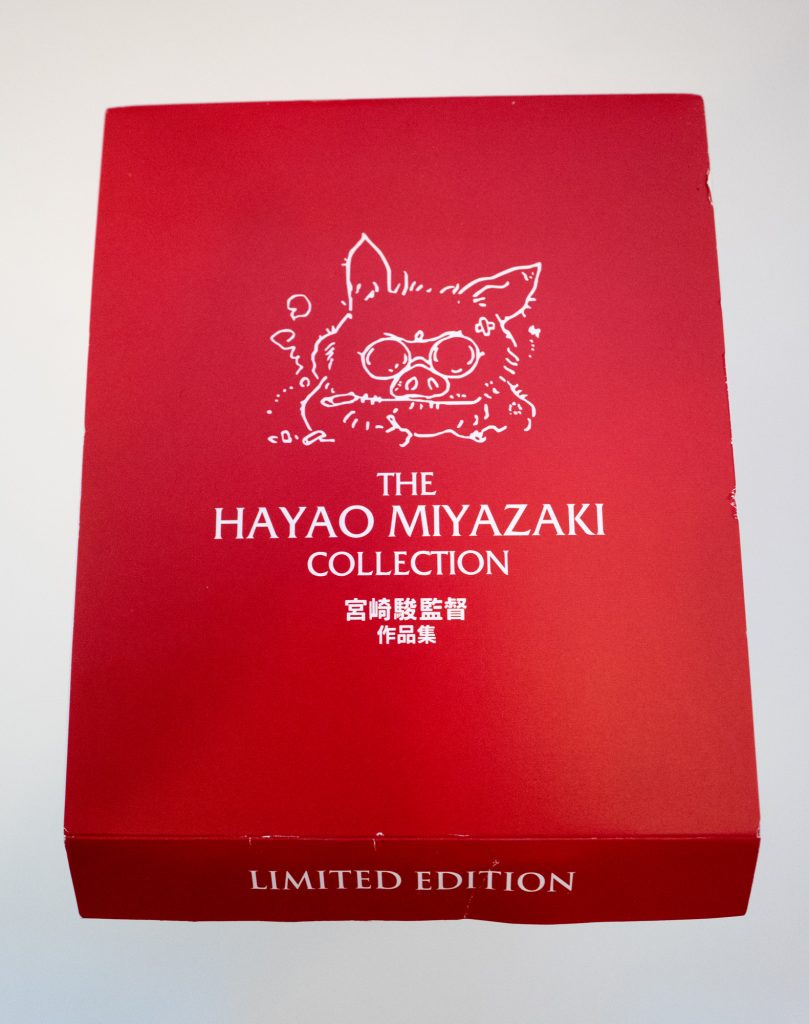 THE
HAYAO MIYAZAKI
COLLECTION
宮崎駿監督
作品集
LIMITED EDITION